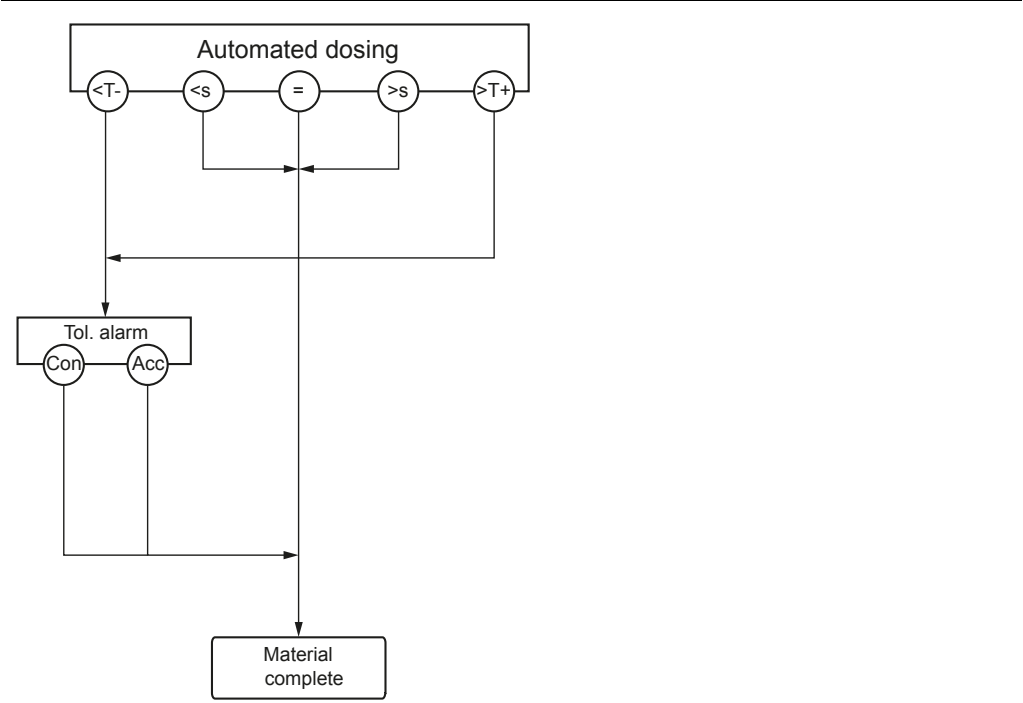 Automated dosing
<T- <s = >s >T+
Tol. alarm
Con Acc
Material
complete